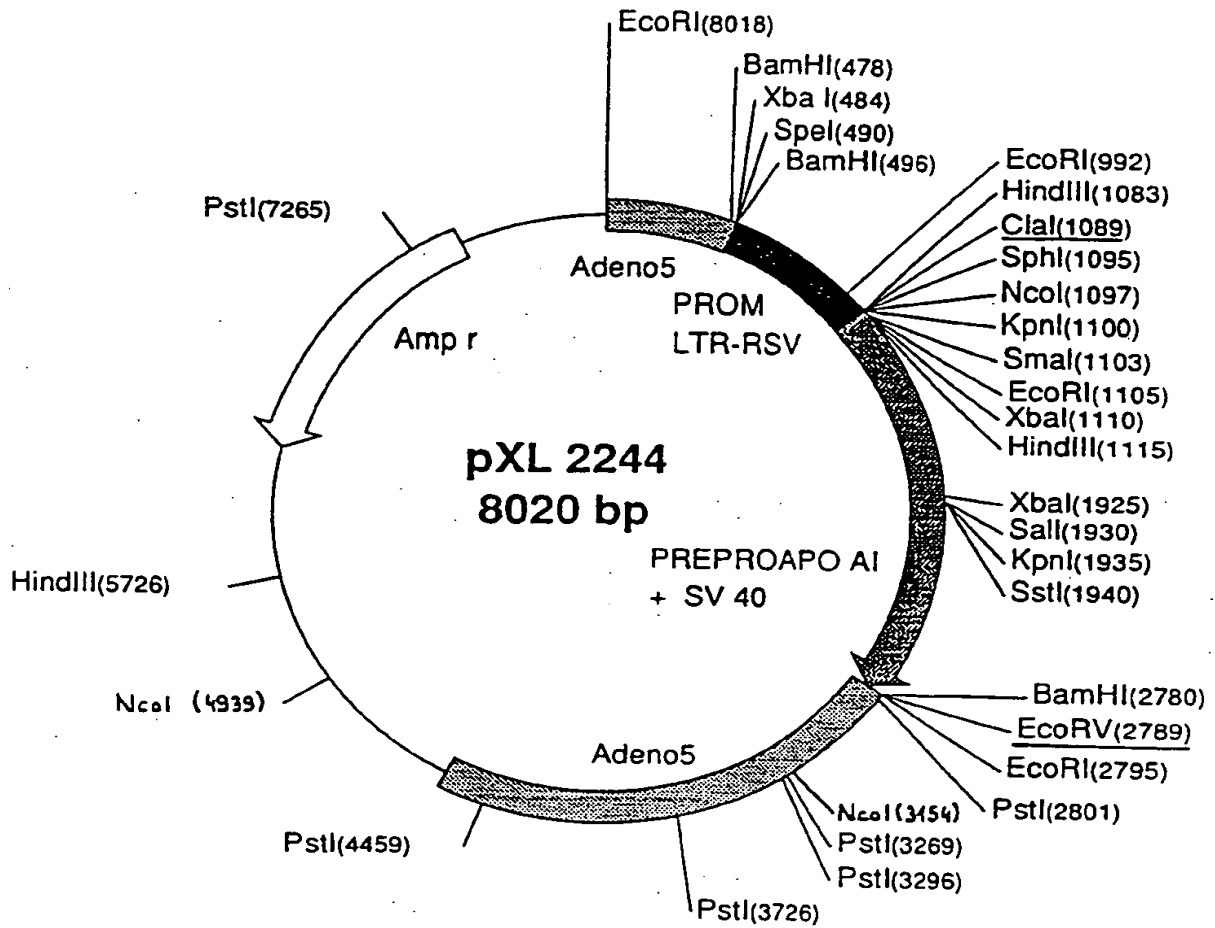 EcoRI(8018)
BamHI(478)
Xba I(484)
SpeI(490)
BamHI(496)
EcoRI(992)
HindIII(1083)
ClaI(1089)
SphI(1095)
NcoI(1097)
KpnI(1100)
SmaI(1103)
EcoRI(1105)
XbaI(1110)
HindIII(1115)
PstI(7265)
Adeno5
PROM
LTR-RSV
Amp r
pXL 2244
8020 bp
XbaI(1925)
SalI(1930)
KpnI(1935)
SstI(1940)
PREPROAPO AI
+ SV 40
HindIII(5726)
NcoI (4939)
BamHI(2780)
EcoRV(2789)
EcoRI(2795)
PstI(2801)
Adeno5
NcoI(3154)
PstI(3269)
PstI(3296)
PstI(4459)
PstI(3726)